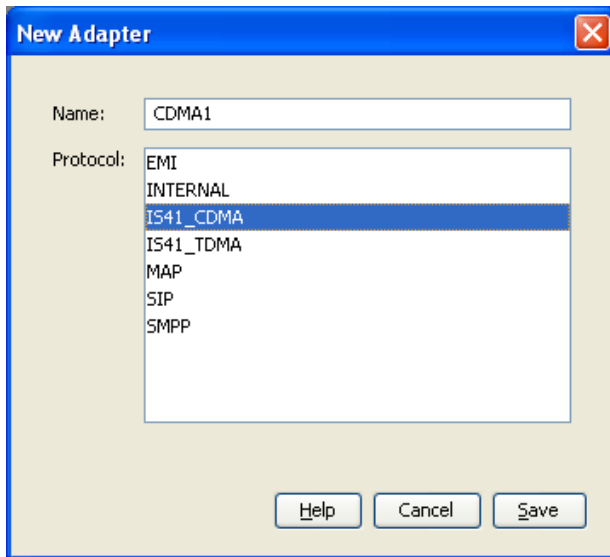 New Adapter
Name: CDMA1
Protocol: EMI
INTERNAL
IS41_CDMA
IS41_TDMA
MAP
SIP
SMPP
Help Cancel Save